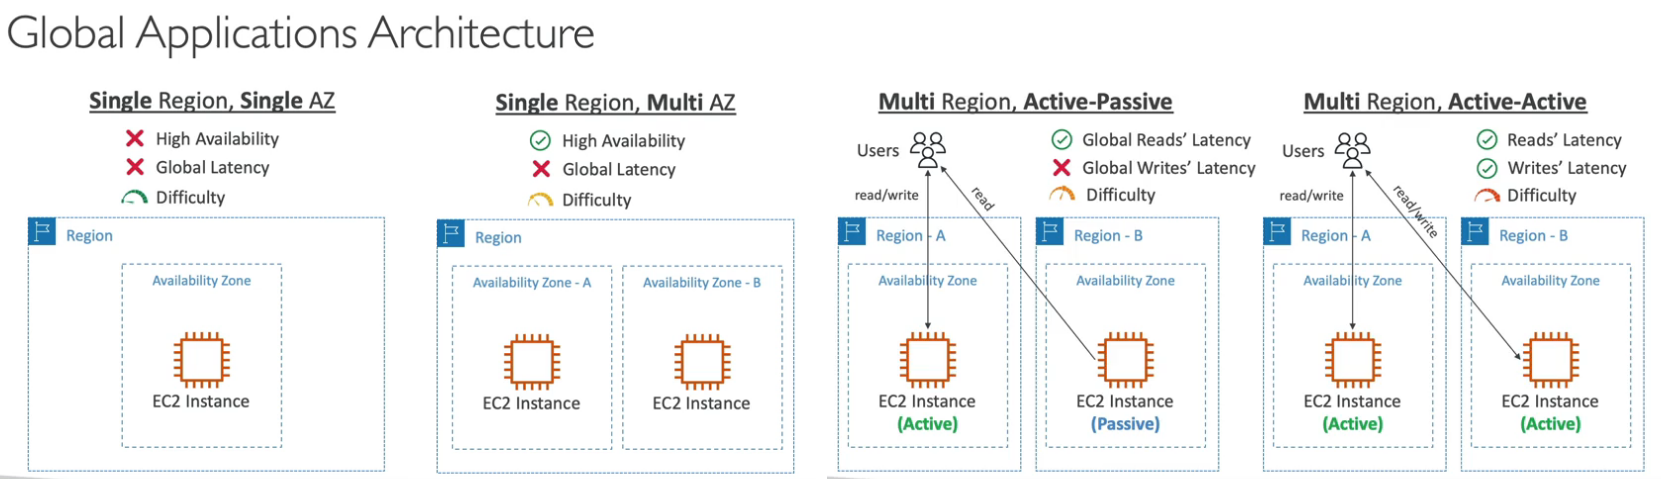 Global Applications Architecture
Single Region, Single AZ
High Availability
Global Latency
Difficulty
Region
Availability Zone
EC2 Instance
Single Region, Multi AZ
High Availability
Global Latency
Difficulty
Region
Availability Zone - A
Availability Zone - B
EC2 Instance
EC2 Instance
Multi Region, Active-Passive
Users
Global Reads’ Latency
Global Writes’ Latency
Difficulty
read/write
read
Region - A
Region - B
Availability Zone
Availability Zone
EC2 Instance
(Active)
EC2 Instance
(Passive)
Multi Region, Active-Active
Users
Reads’ Latency
Writes’ Latency
Difficulty
read/write
read/write
Region - A
Region - B
Availability Zone
Availability Zone
EC2 Instance
(Active)
EC2 Instance
(Active)